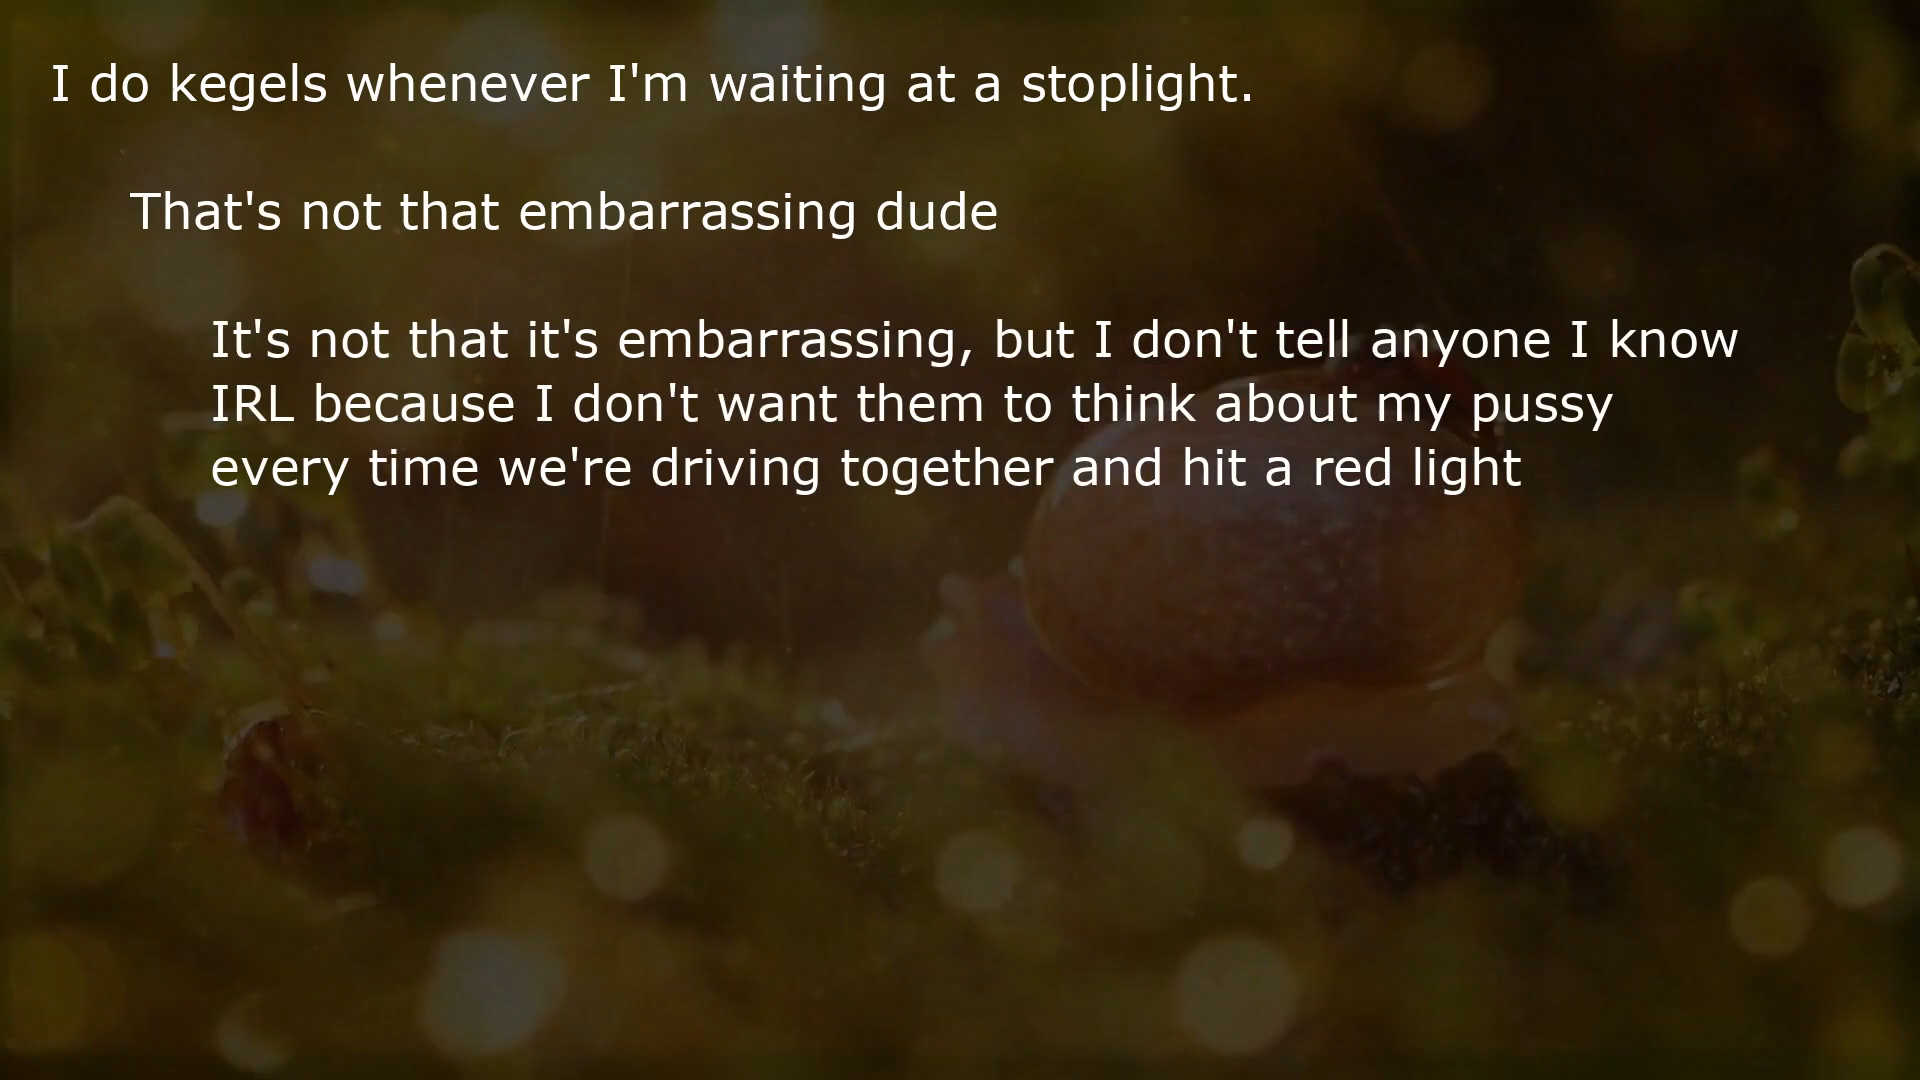 I do kegels whenever I'm waiting at a stoplight.
That's not that embarrassing dude
It's not that it's embarrassing, but I don't tell anyone I know
IRL because I don't want them to think about my pussy
every time we're driving together and hit a red light